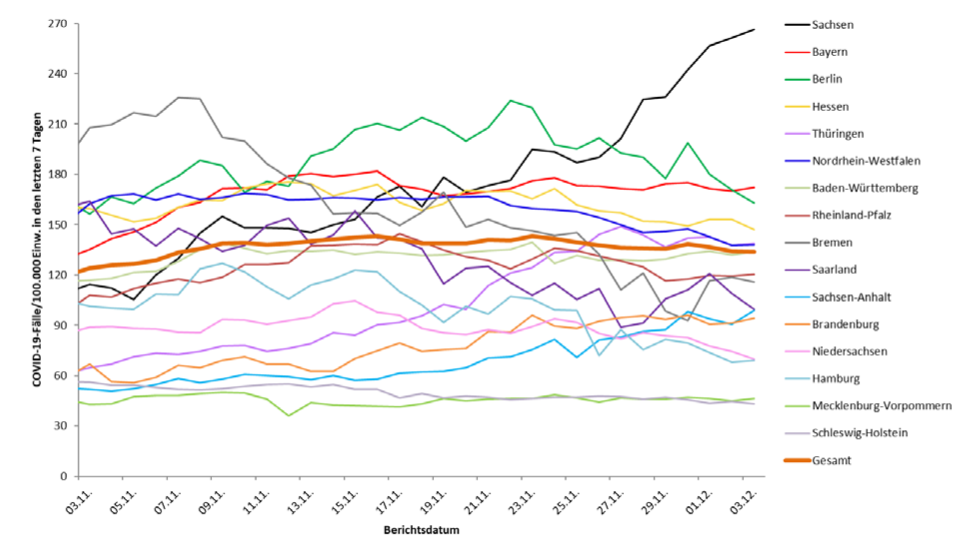 COVID-19-Fälle/100.000 Einw. in den letzten 7 Tagen
270
240
210
180
150
120
90
60
30
0
03.11.
05.11.
07.11.
09.11.
11.11.
13.11.
15.11.
17.11.
19.11.
21.11.
23.11.
25.11.
27.11.
29.11.
01.12.
03.12.
Berichtsdatum
Sachsen
Bayern
Berlin
Hessen
Thüringen
Nordrhein-Westfalen
Baden-Württemberg
Rheinland-Pfalz
Bremen
Saarland
Sachsen-Anhalt
Brandenburg
Niedersachsen
Hamburg
Mecklenburg-Vorpommern
Schleswig-Holstein
Gesamt